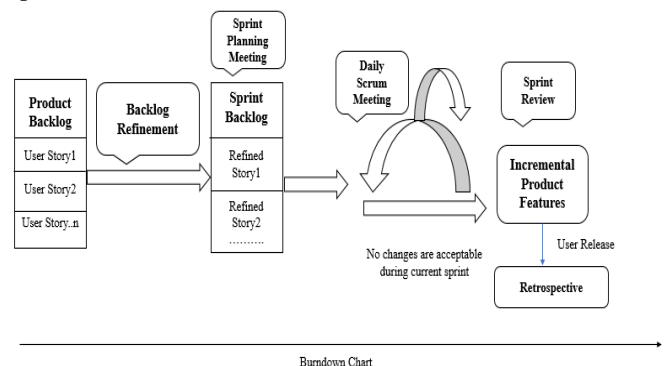 Sprint
Planning
Meeting
Product
Backlog
User Story1
User Story2
User Story..n
Backlog
Refinement
Sprint
Backlog
Refined
Story1
Refined
Story2
..........
Daily
Scrum
Meeting
No changes are acceptable
during current sprint
Sprint
Review
Incremental
Product
Features
User Release
Retrospective
Burndown Chart